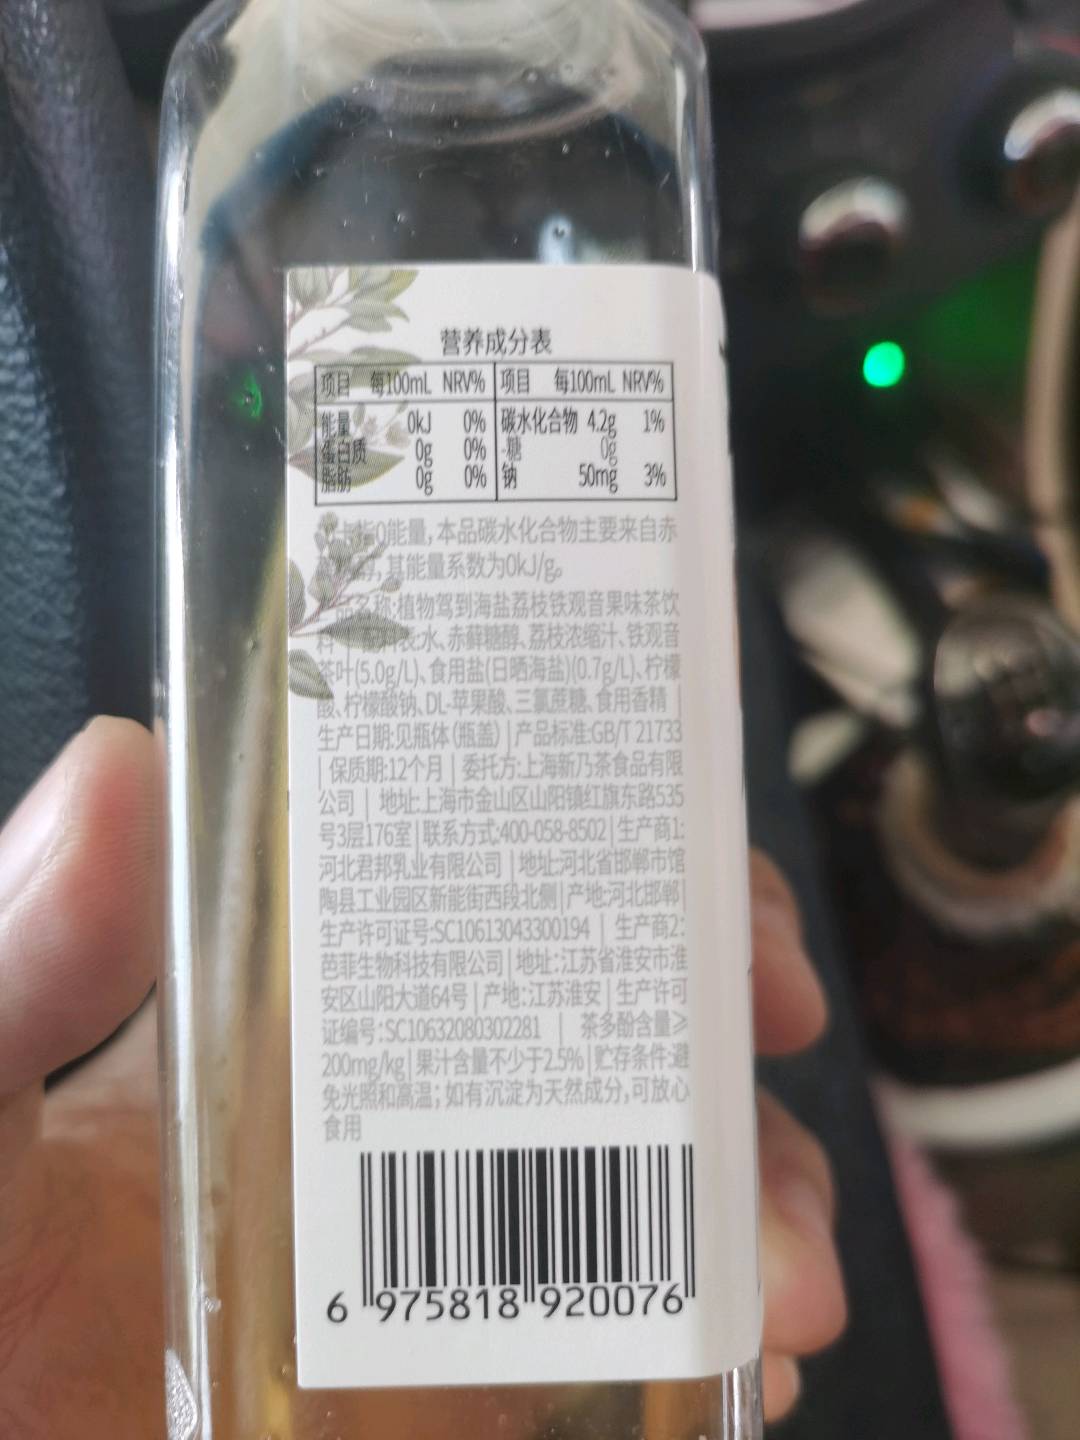 营养成分表
项目 每100mL NRV% 项目 每100mL NRV%
能量 0kJ 0% 碳水化合物 4.2g 1%
蛋白质 0g 0% -糖 0g
脂肪 0g 0% 钠 50mg 3%
卡指0能量,本品碳水化合物主要来自赤
醇,其能量系数为0kJ/g。
名称:植物驾到海盐荔枝铁观音果味茶饮
料 配料表:水、赤藓糖醇、荔枝浓缩汁、铁观音
茶叶(5.0g/L)、食用盐(日晒海盐)(0.7g/L)、柠檬
酸、柠檬酸钠、DL-苹果酸、三氯蔗糖、食用香精 |
生产日期:见瓶体(瓶盖) | 产品标准:GB/T 21733
| 保质期:12个月 | 委托方:上海新乃茶食品有限
公司 | 地址:上海市金山区山阳镇红旗东路535
号3层176室 | 联系方式:400-058-8502 | 生产商1:
河北君邦乳业有限公司 | 地址:河北省邯郸市馆
陶县工业园区新能街西段北侧 | 产地:河北邯郸 |
生产许可证号:SC10613043300194 | 生产商2:
芭菲生物科技有限公司 | 地址:江苏省淮安市淮
安区山阳大道64号 | 产地:江苏淮安 | 生产许可
证编号:SC10632080302281 | 茶多酚含量≥
200mg/kg | 果汁含量不少于2.5% | 贮存条件:避
免光照和高温;如有沉淀为天然成分,可放心
食用
6 975818 920076